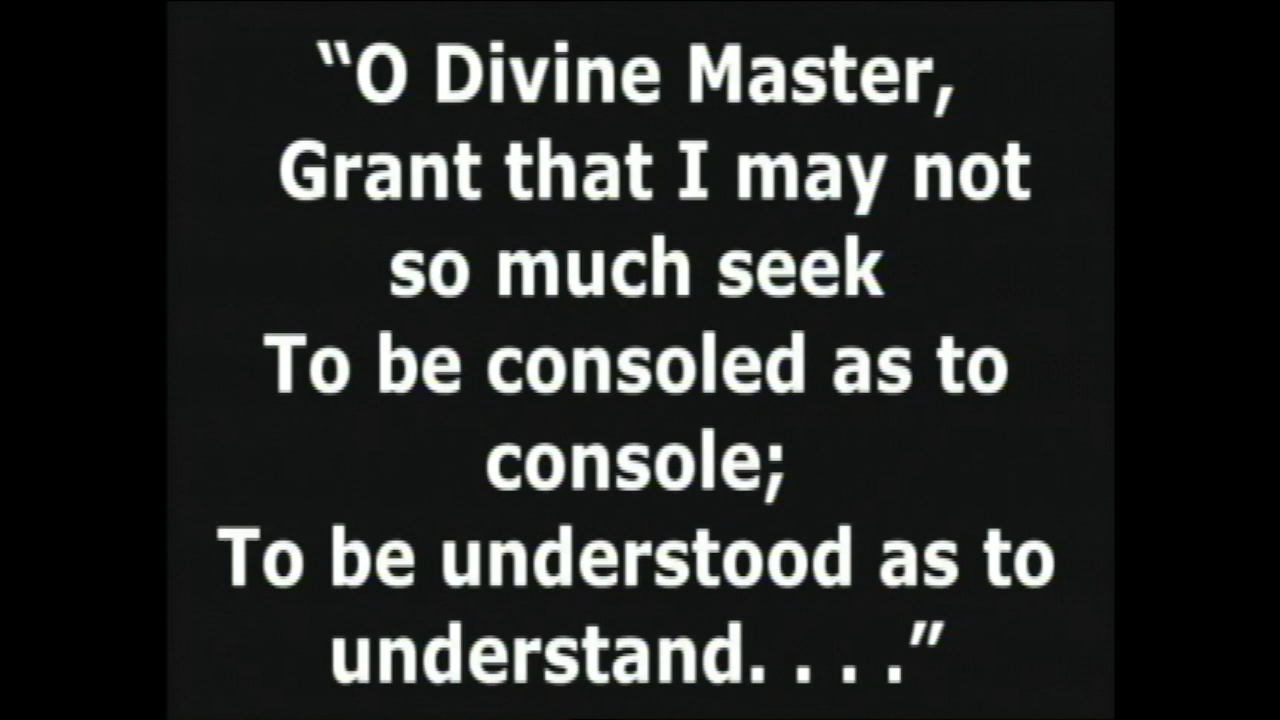 “O Divine Master,
Grant that I may not
so much seek
To be consoled as to
console;
To be understood as to
understand. . . .”